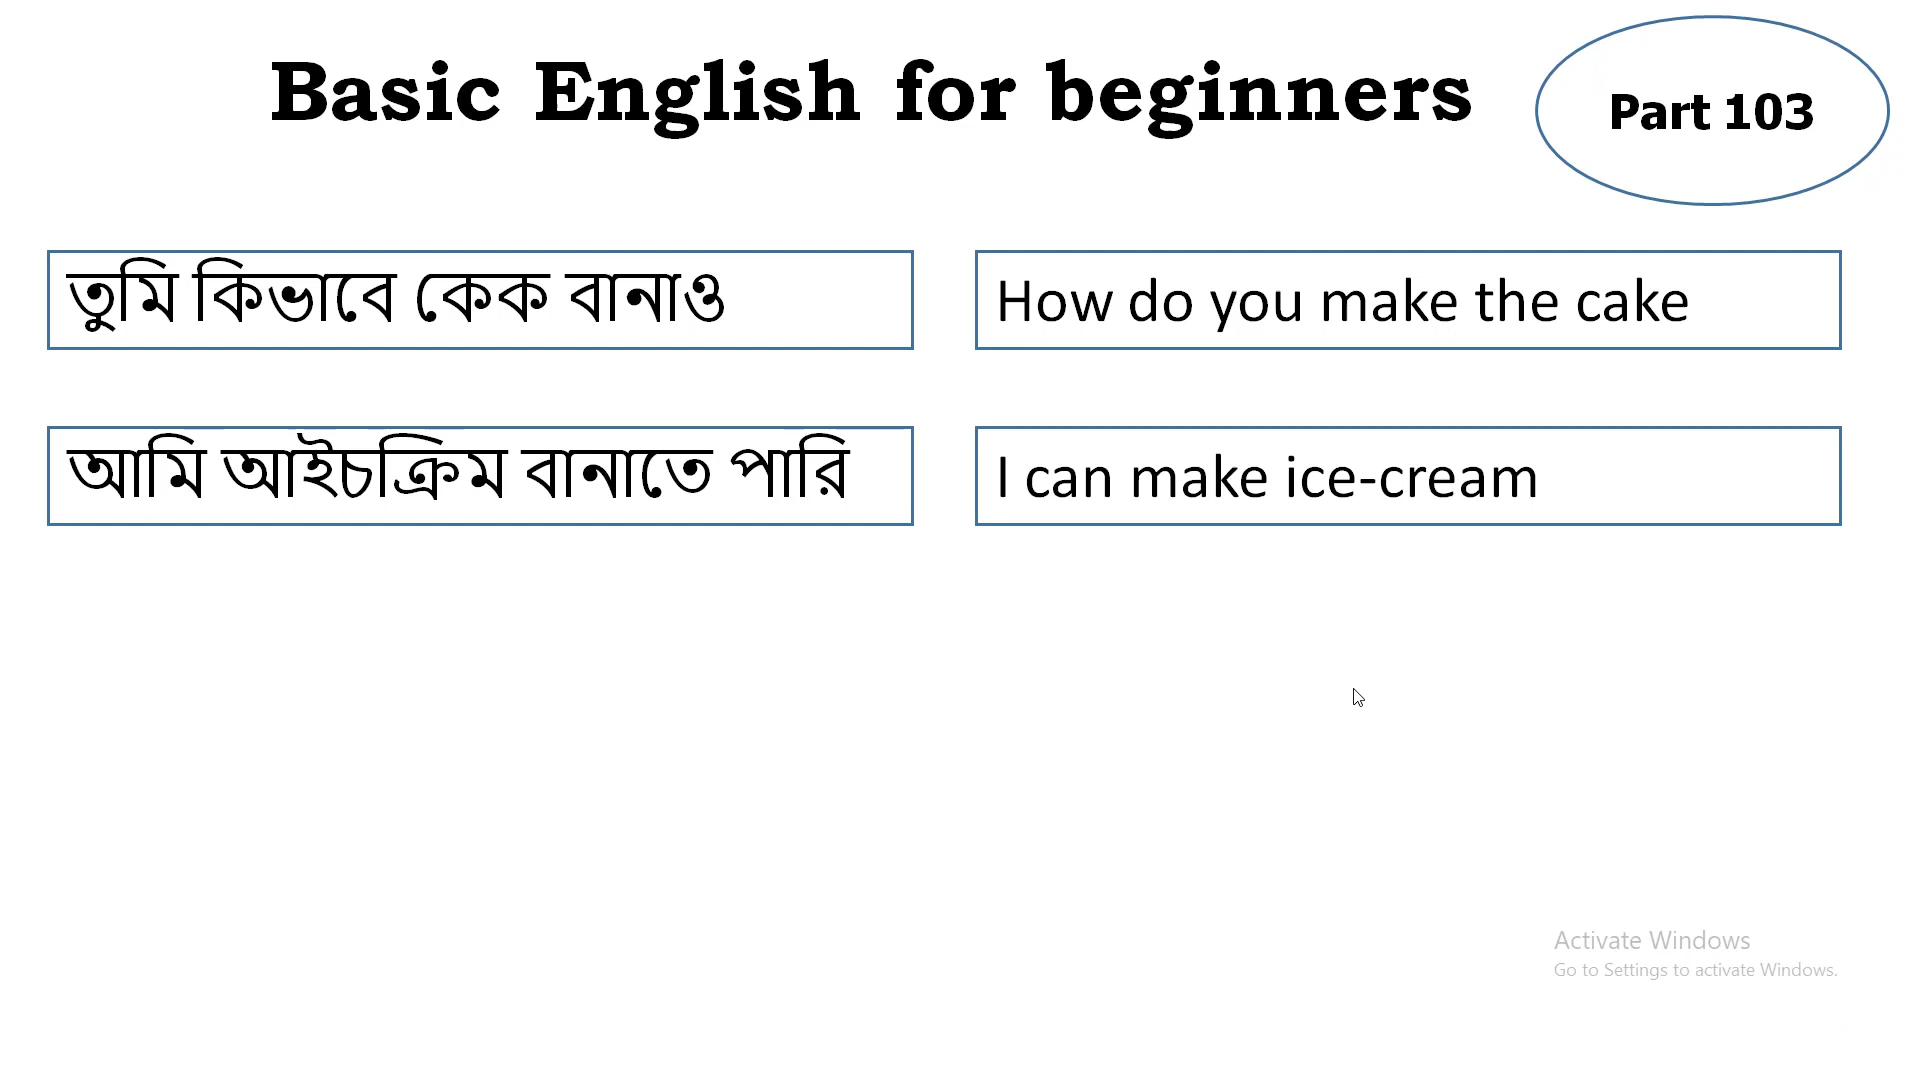 Basic English for beginners
Part 103
তুমি কিভাবে কেক বানাও
How do you make the cake
আমি আইচক্রিম বানাতে পারি
I can make ice-cream
Activate Windows
Go to Settings to activate Windows.